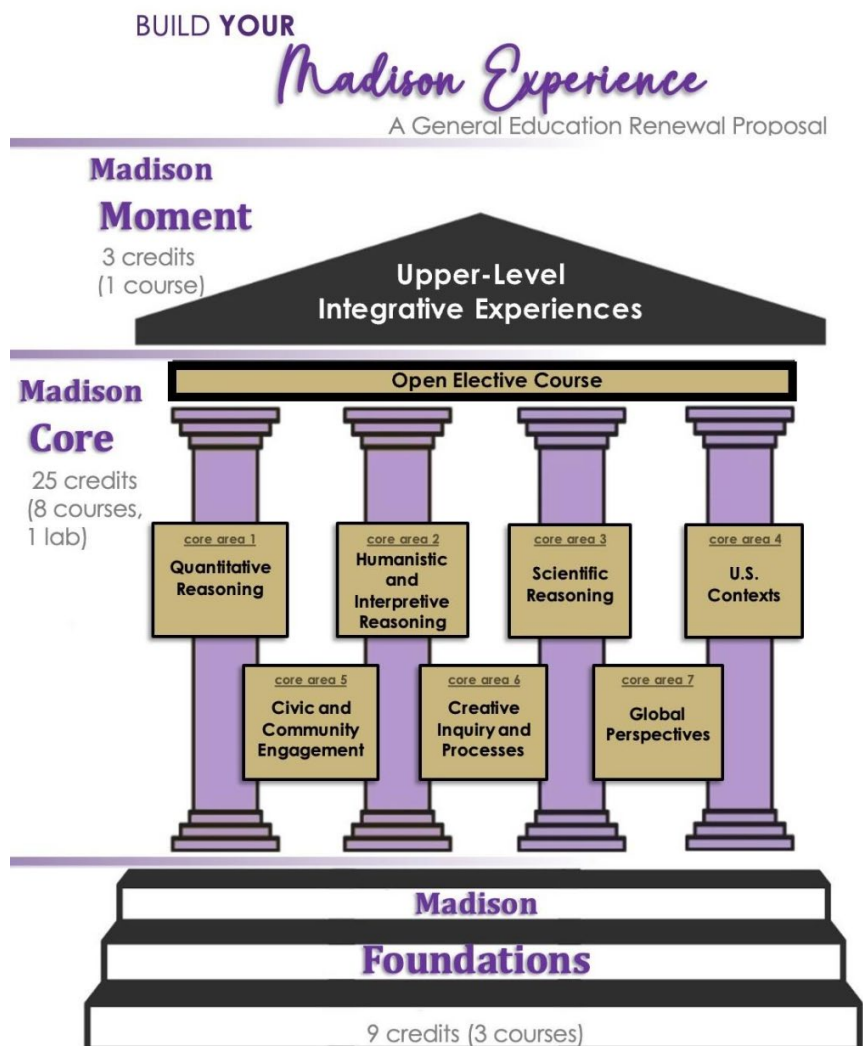 BUILD YOUR
Madison Experience
A General Education Renewal Proposal
Madison
Moment
3 credits
(1 course)
Upper-Level
Integrative Experiences
Madison
Core
25 credits
(8 courses,
1 lab)
Open Elective Course
core area 1
Quantitative
Reasoning
core area 2
Humanistic
and
Interpretive
Reasoning
core area 3
Scientific
Reasoning
core area 4
U.S.
Contexts
core area 5
Civic and
Community
Engagement
core area 6
Creative
Inquiry and
Processes
core area 7
Global
Perspectives
Madison
Foundations
9 credits (3 courses)